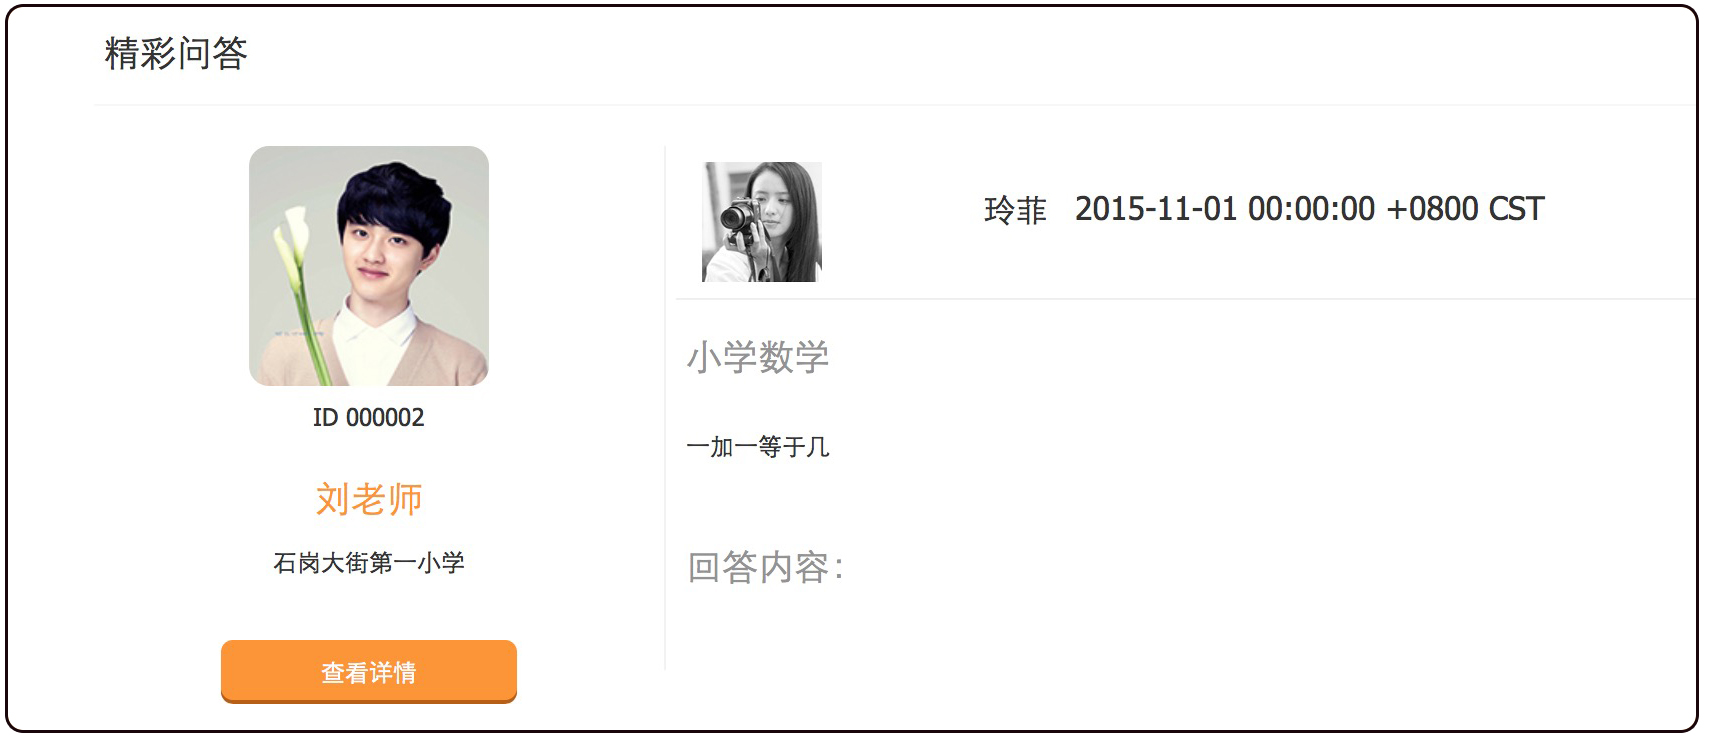 精彩问答
ID 000002
刘老师
石岗大街第一小学
查看详情
玲菲 2015-11-01 00:00:00 +0800 CST
小学数学
一加一等于几
回答内容：